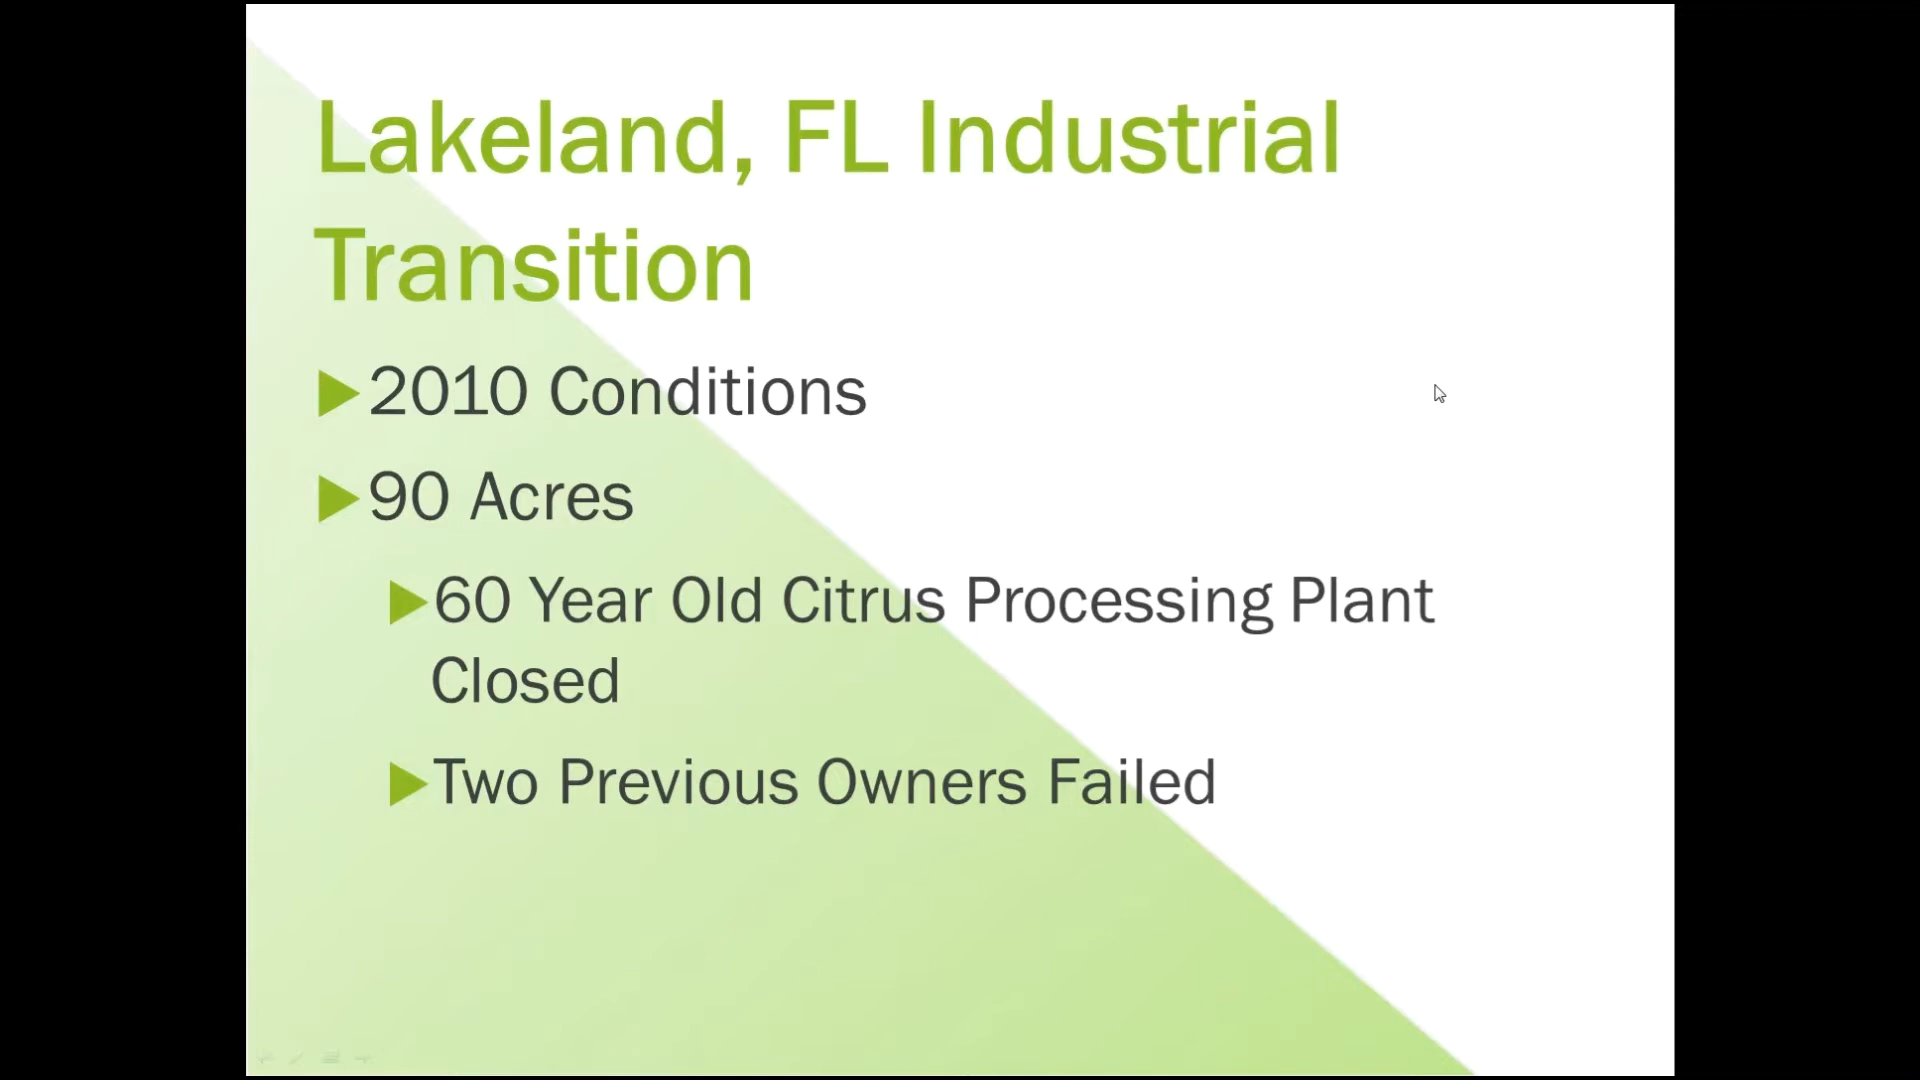 Lakeland, FL Industrial
Transition
2010 Conditions
90 Acres
60 Year Old Citrus Processing Plant
Closed
Two Previous Owners Failed